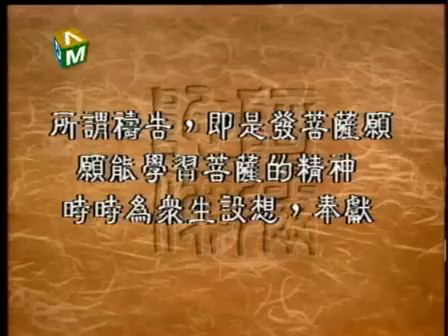 所謂禱告，即是發菩薩願
願能學習菩薩的精神
時時為眾生設想，奉獻